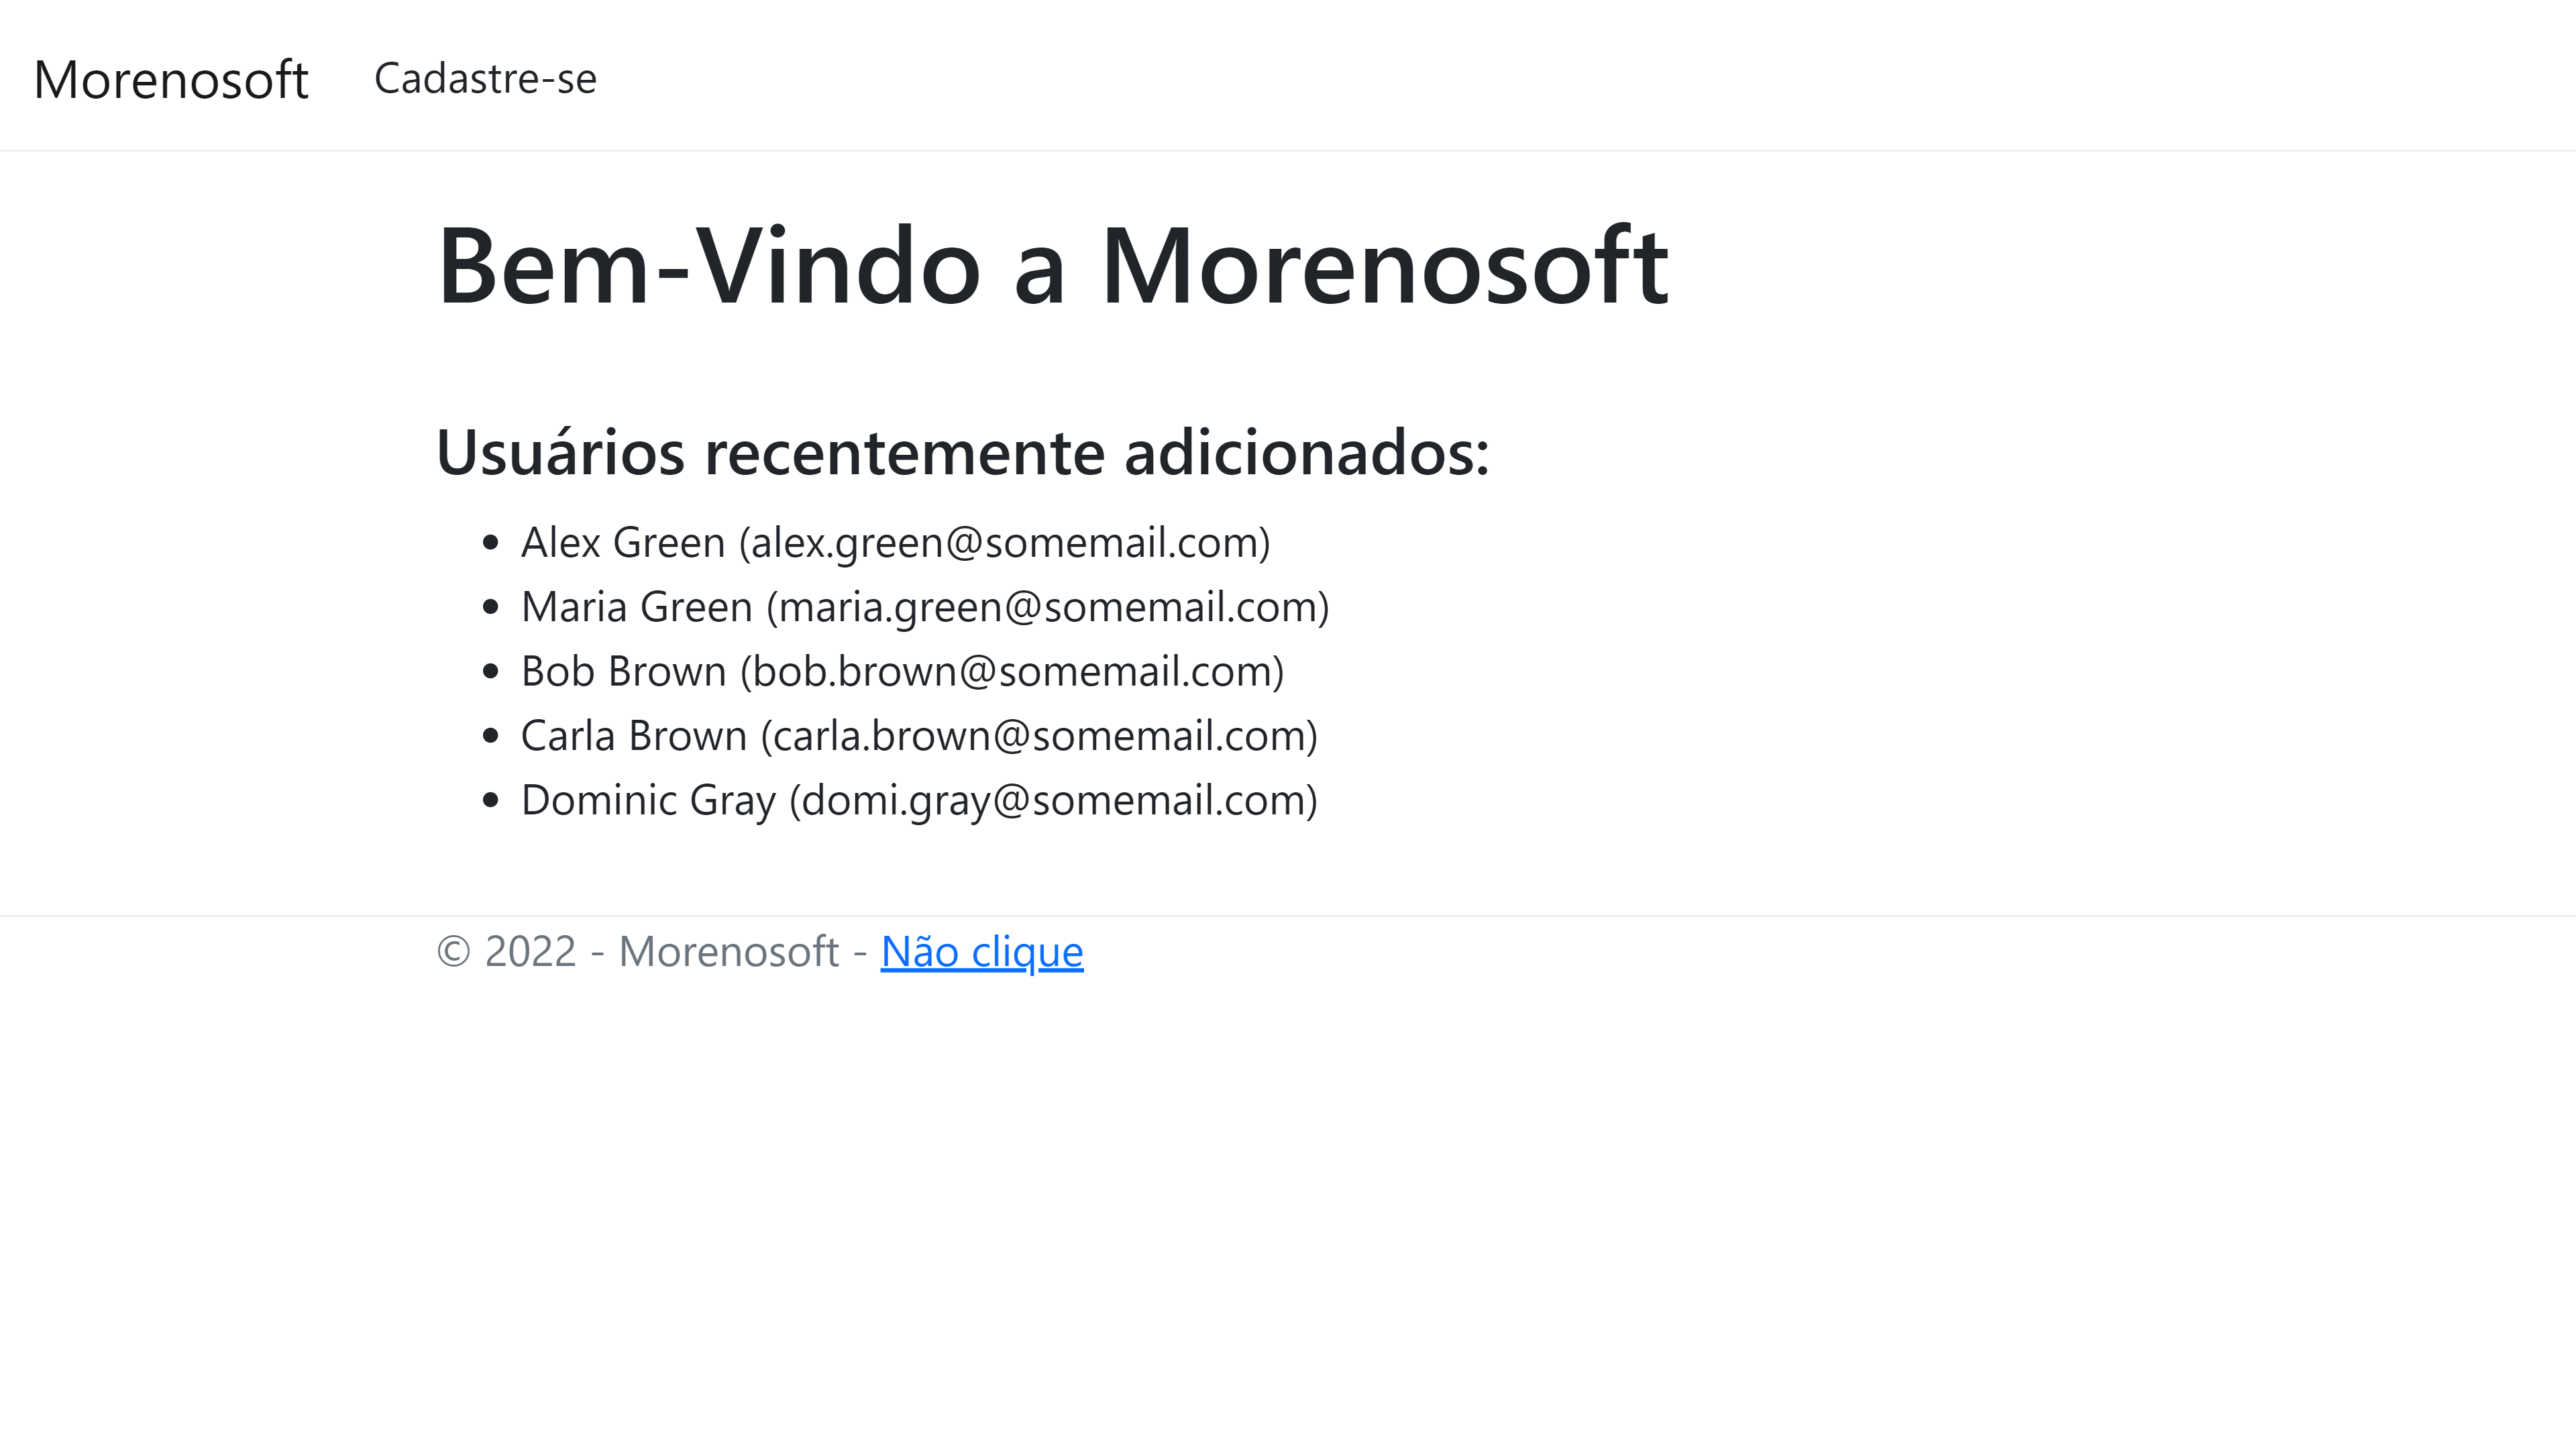 Morenosoft Cadastre-se
Bem-Vindo a Morenosoft
Usuários recentemente adicionados:
• Alex Green (alex.green@somemail.com)
• Maria Green (maria.green@somemail.com)
• Bob Brown (bob.brown@somemail.com)
• Carla Brown (carla.brown@somemail.com)
• Dominic Gray (domi.gray@somemail.com)
© 2022 - Morenosoft - Não clique